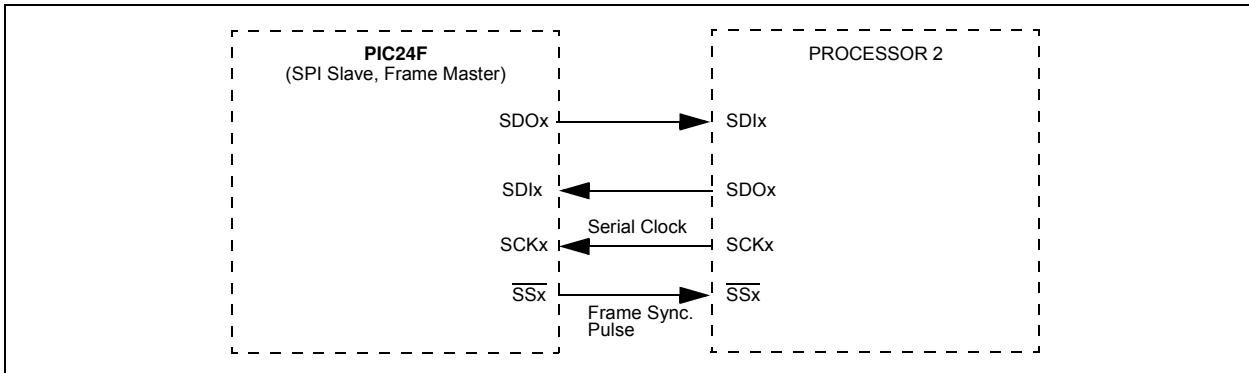 PIC24F
(SPI Slave, Frame Master)
PROCESSOR 2
SDOx
SDIx
SDIx
SDOx
Serial Clock
SCKx
SCKx
SSx
SSx
Frame Sync.
Pulse